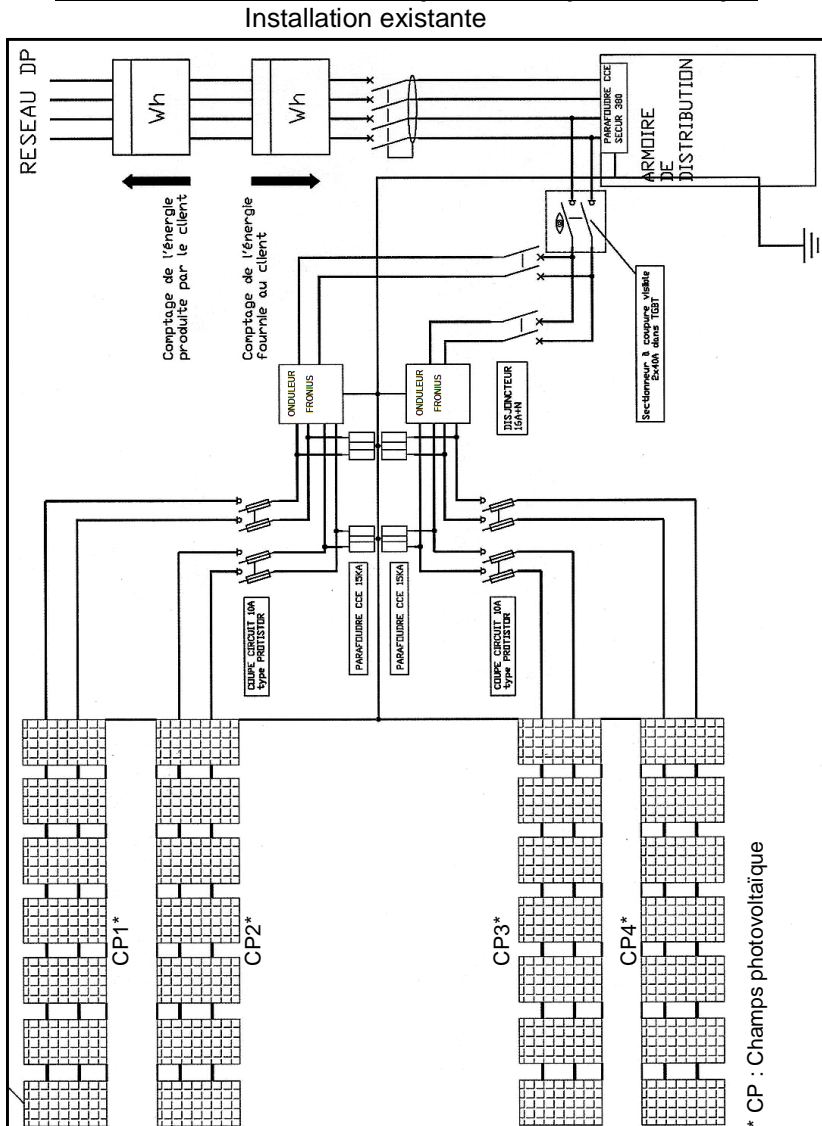 Installation existante
RESEAU DP
Wh
Wh
Comptage de l'énergie
produite par le client
Comptage de l'énergie
fournie au client
PARAFOUDRE CCE
SECUR 380
ARMOIRE
DE
DISTRIBUTION
Sectionneur à coupure visible
2x40A dans TGBT
DISJONCTEUR
16A+N
ONDULEUR
FRONIUS
ONDULEUR
FRONIUS
COUPE CIRCUIT 10A
type PROTISTOR
PARAFOUDRE CCE 15KA
PARAFOUDRE CCE 15KA
COUPE CIRCUIT 10A
type PROTISTOR
CP1*
CP2*
CP3*
CP4*
* CP : Champs photovoltaïque